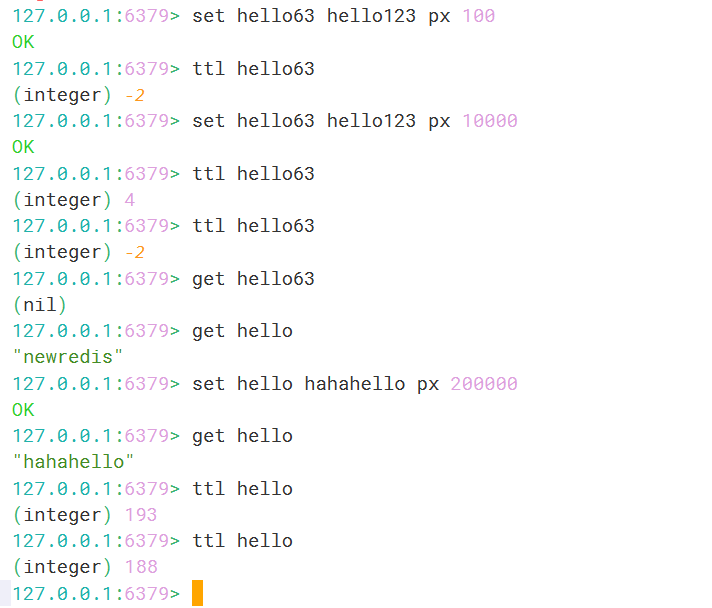 127.0.0.1:6379> set hello63 hello123 px 100
OK
127.0.0.1:6379> ttl hello63
(integer) -2
127.0.0.1:6379> set hello63 hello123 px 10000
OK
127.0.0.1:6379> ttl hello63
(integer) 4
127.0.0.1:6379> ttl hello63
(integer) -2
127.0.0.1:6379> get hello63
(nil)
127.0.0.1:6379> get hello
"newredis"
127.0.0.1:6379> set hello hahahello px 200000
OK
127.0.0.1:6379> get hello
"hahahello"
127.0.0.1:6379> ttl hello
(integer) 193
127.0.0.1:6379> ttl hello
(integer) 188
127.0.0.1:6379>